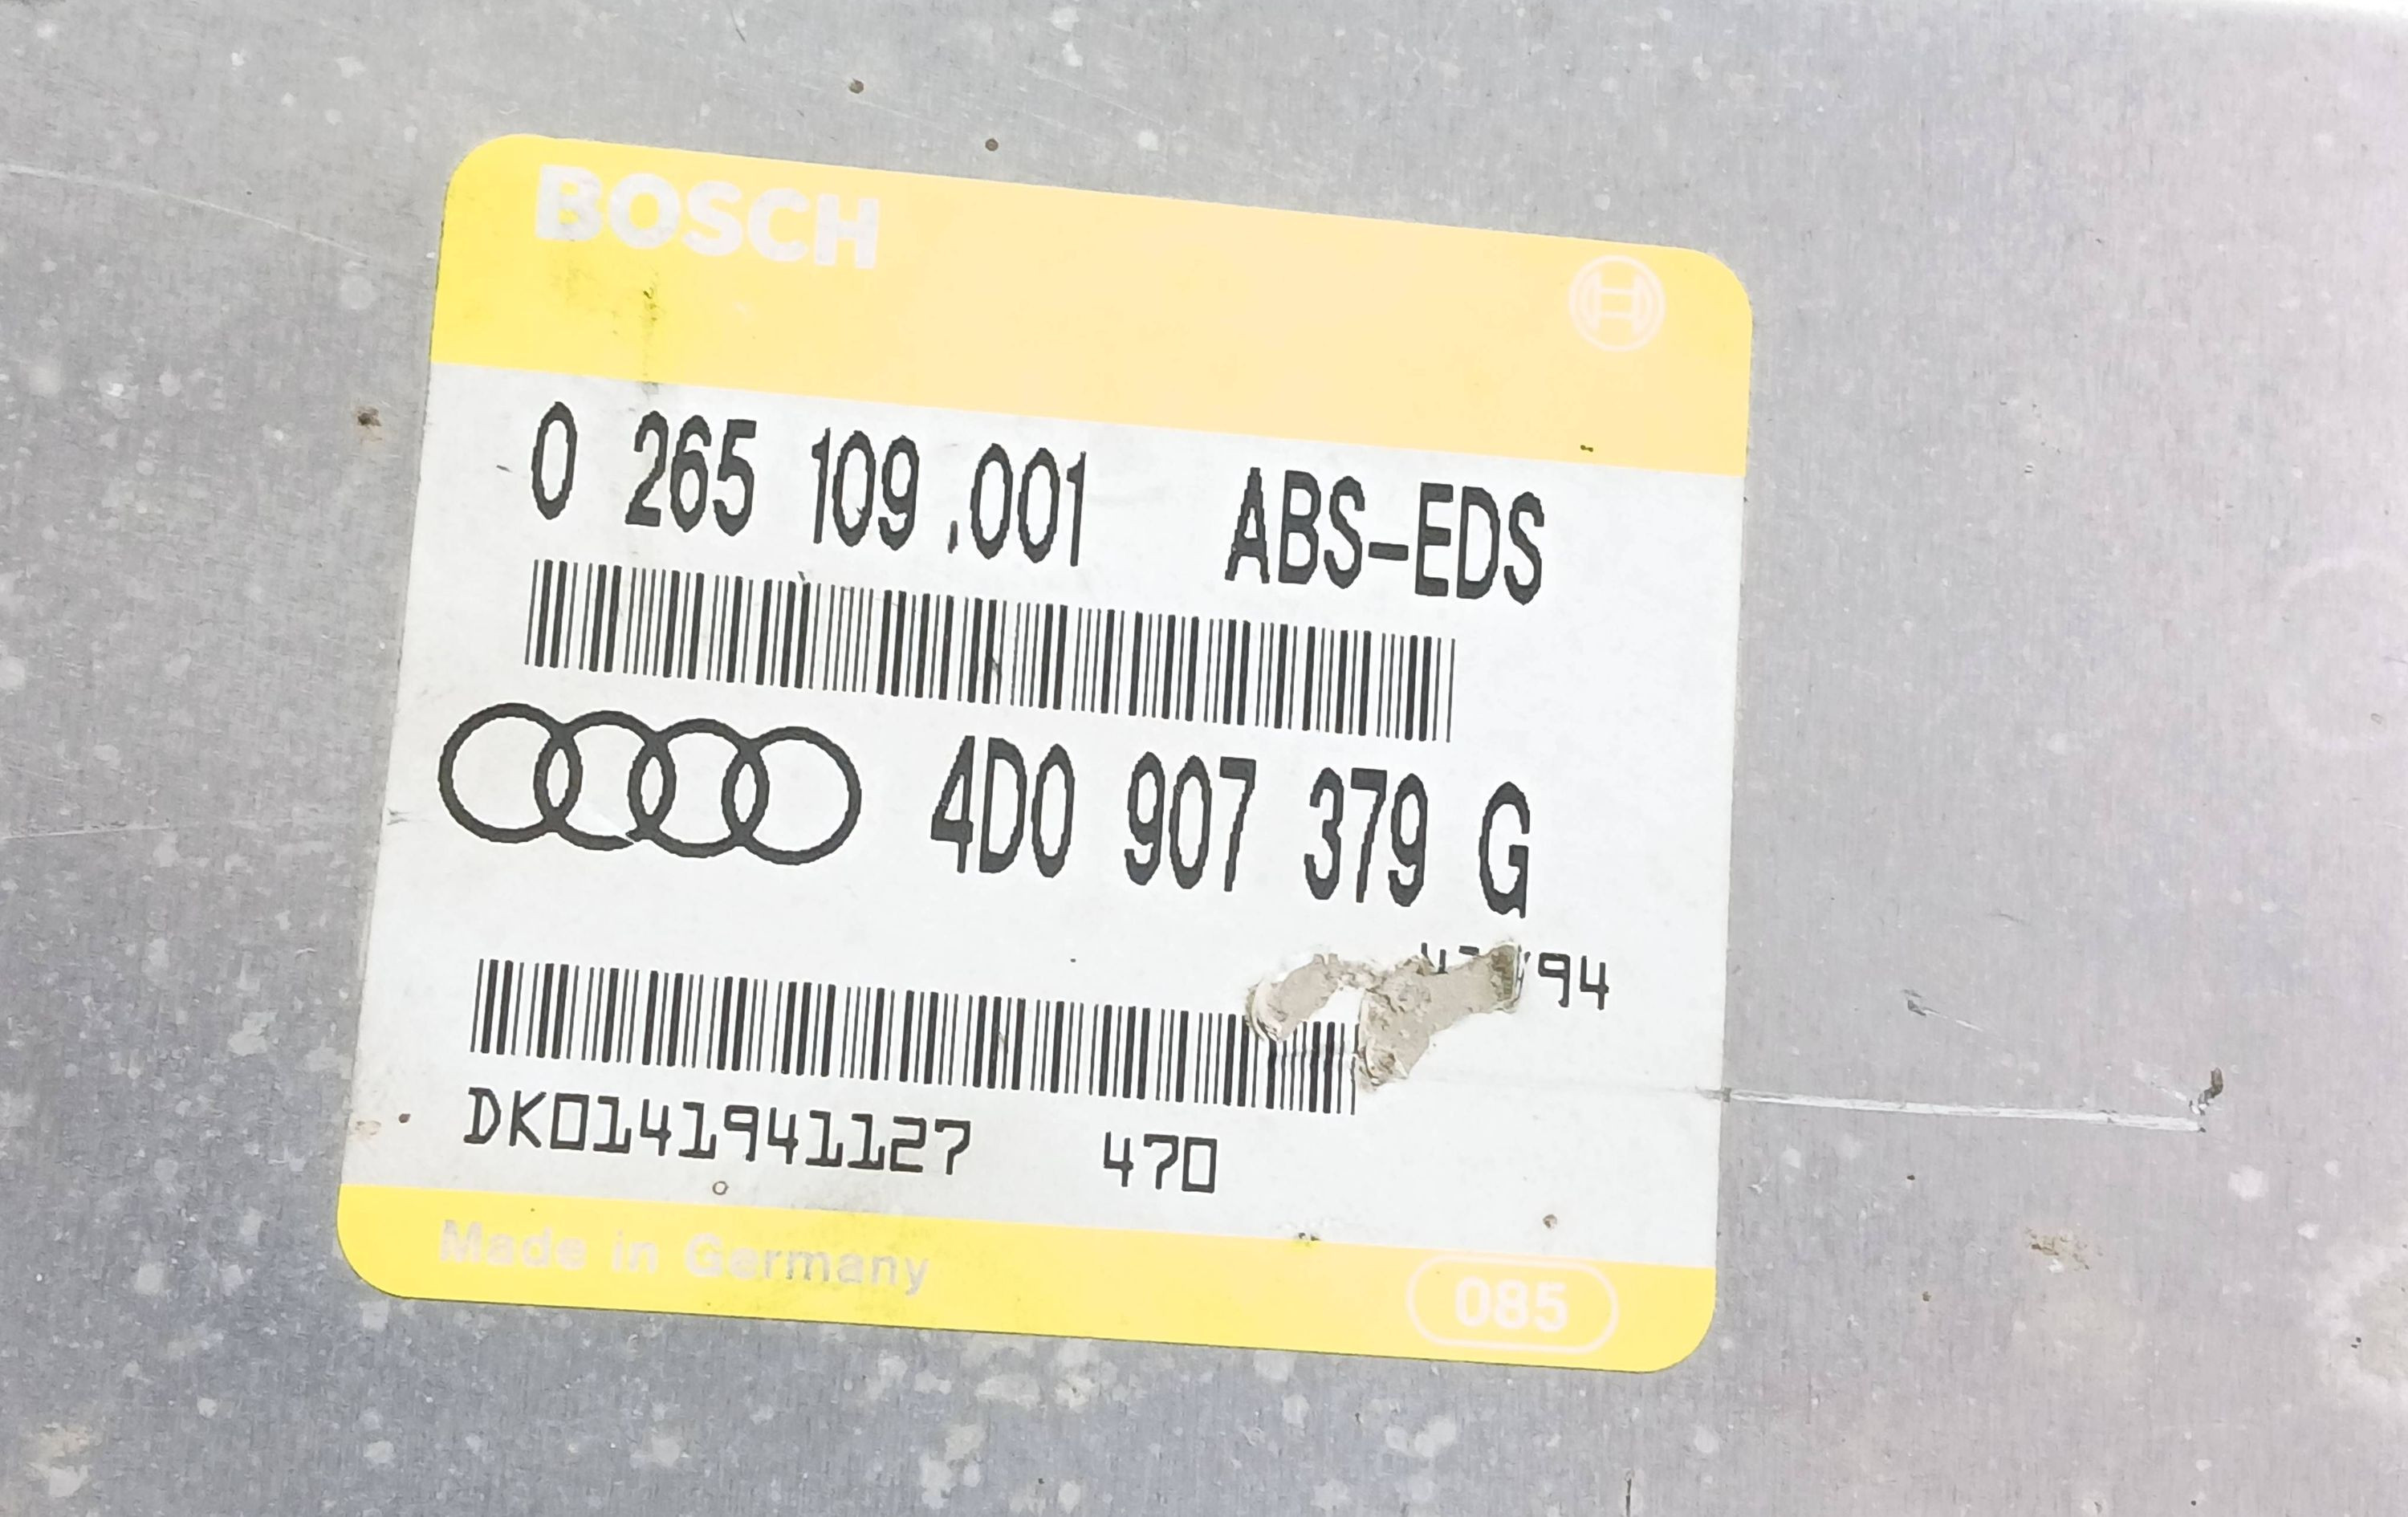 BOSCH
0 265 109 001 ABS-EDS
4D0 907 379 G
/94
DK0141941127 470
Made in Germany 085